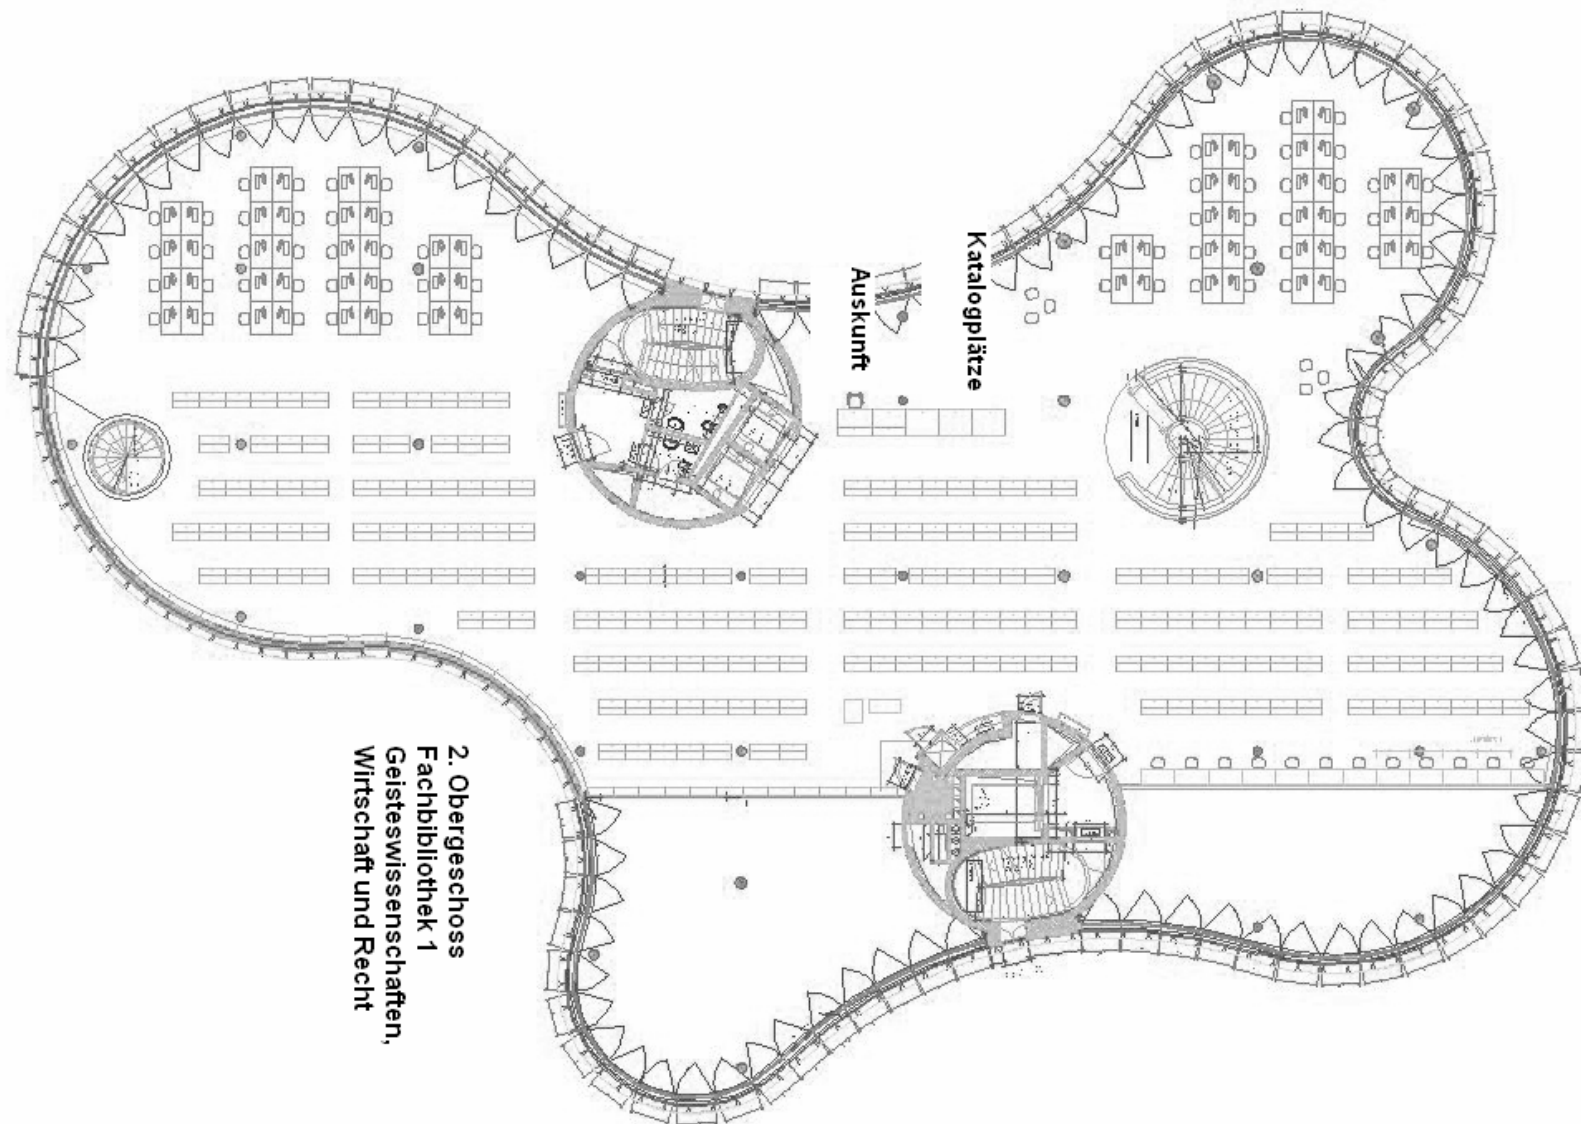 Katalogplätze
Auskunft
2. Obergeschoss
Fachbibliothek 1
Geisteswissenschaften,
Wirtschaft und Recht